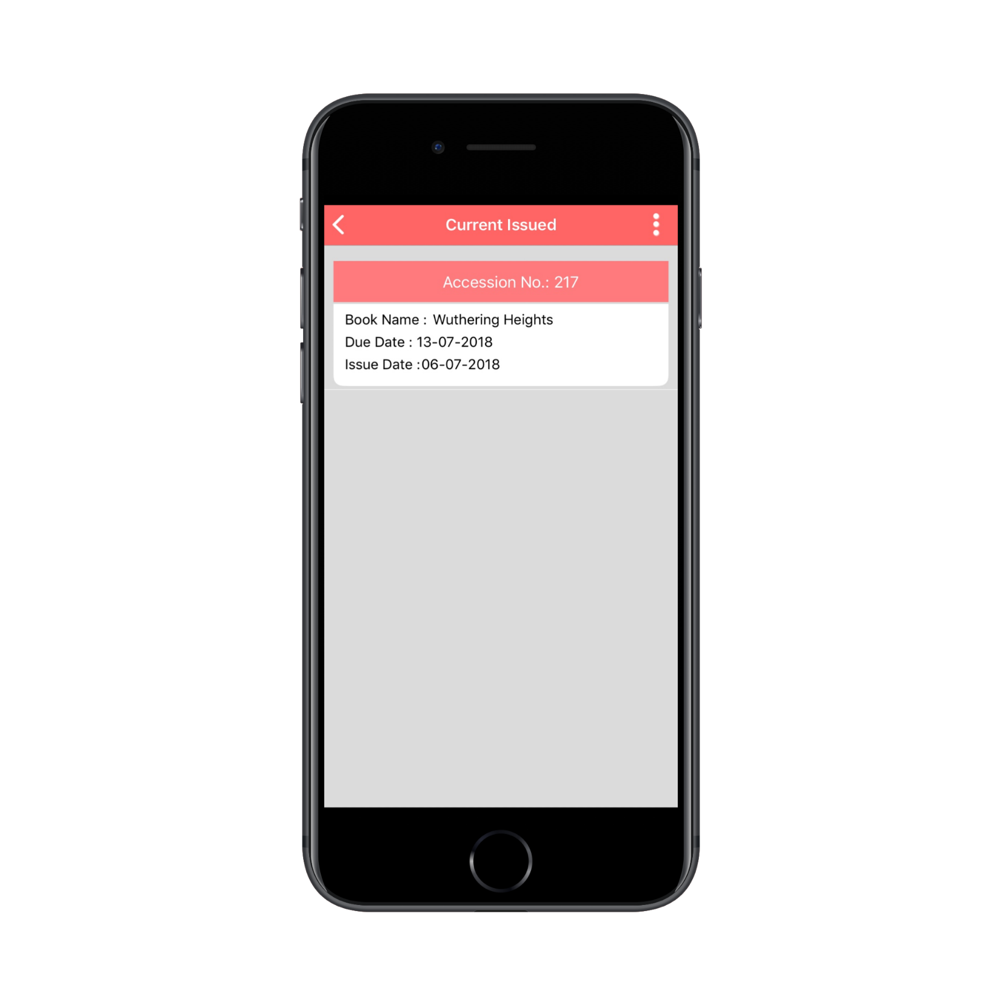 Current Issued
Accession No.: 217
Book Name : Wuthering Heights
Due Date : 13-07-2018
Issue Date :06-07-2018